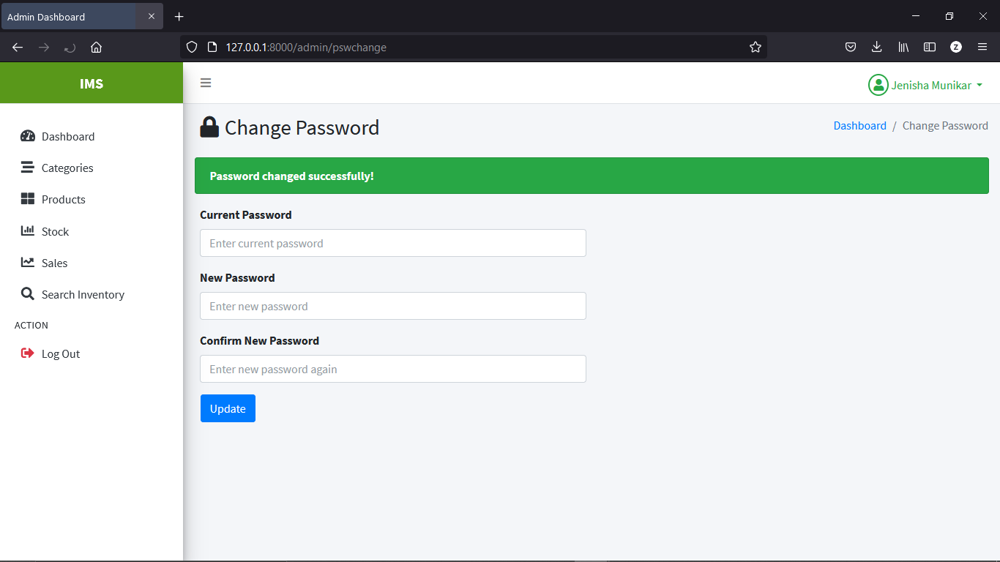 Admin Dashboard
127.0.0.1:8000/admin/pswchange
Z
IMS
Jenisha Munikar
Dashboard
Categories
Products
Stock
Sales
Search Inventory
ACTION
Log Out
Change Password
Dashboard / Change Password
Password changed successfully!
Current Password
Enter current password
New Password
Enter new password
Confirm New Password
Enter new password again
Update